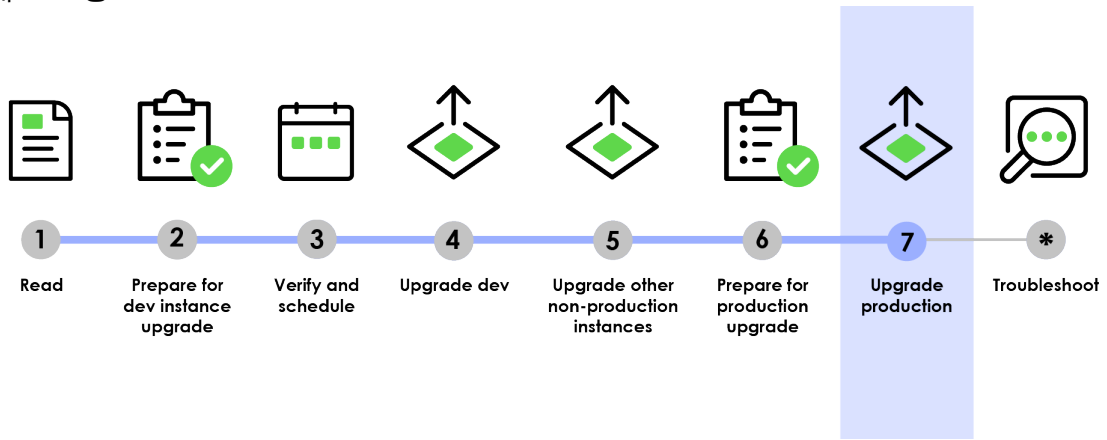 1
Read
2
Prepare for
dev instance
upgrade
3
Verify and
schedule
4
Upgrade dev
5
Upgrade other
non-production
instances
6
Prepare for
production
upgrade
7
Upgrade
production
*
Troubleshoot